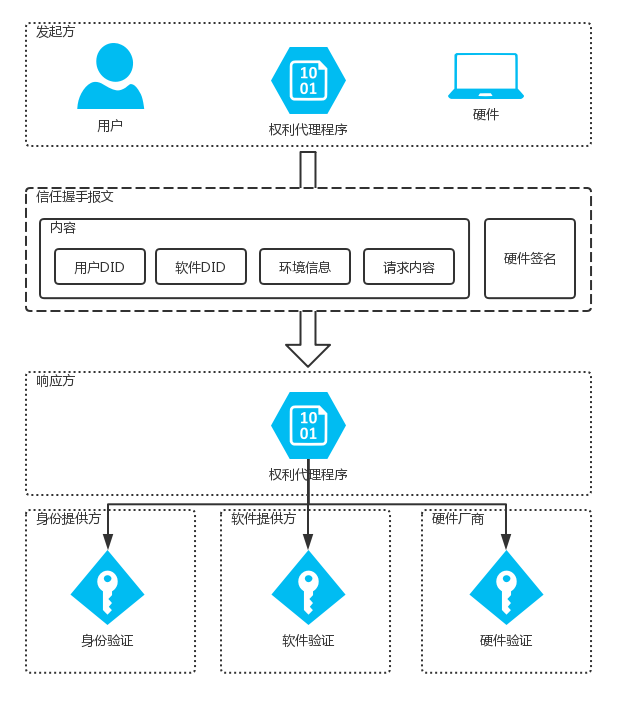 发起方
10
01
用户
权利代理程序
硬件
信任握手报文
内容
用户DID
软件DID
环境信息
请求内容
硬件签名
响应方
10
01
权利代理程序
身份提供方
软件提供方
硬件厂商
身份验证
软件验证
硬件验证